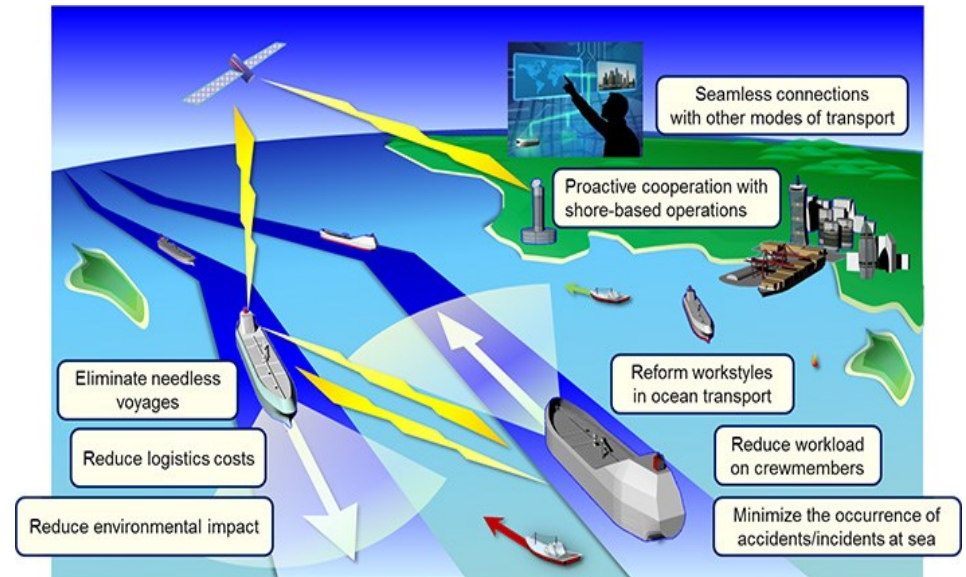 Seamless connections
with other modes of transport
Proactive cooperation with
shore-based operations
Eliminate needless
voyages
Reduce logistics costs
Reduce environmental impact
Reform workstyles
in ocean transport
Reduce workload
on crewmembers
Minimize the occurrence of
accidents/incidents at sea